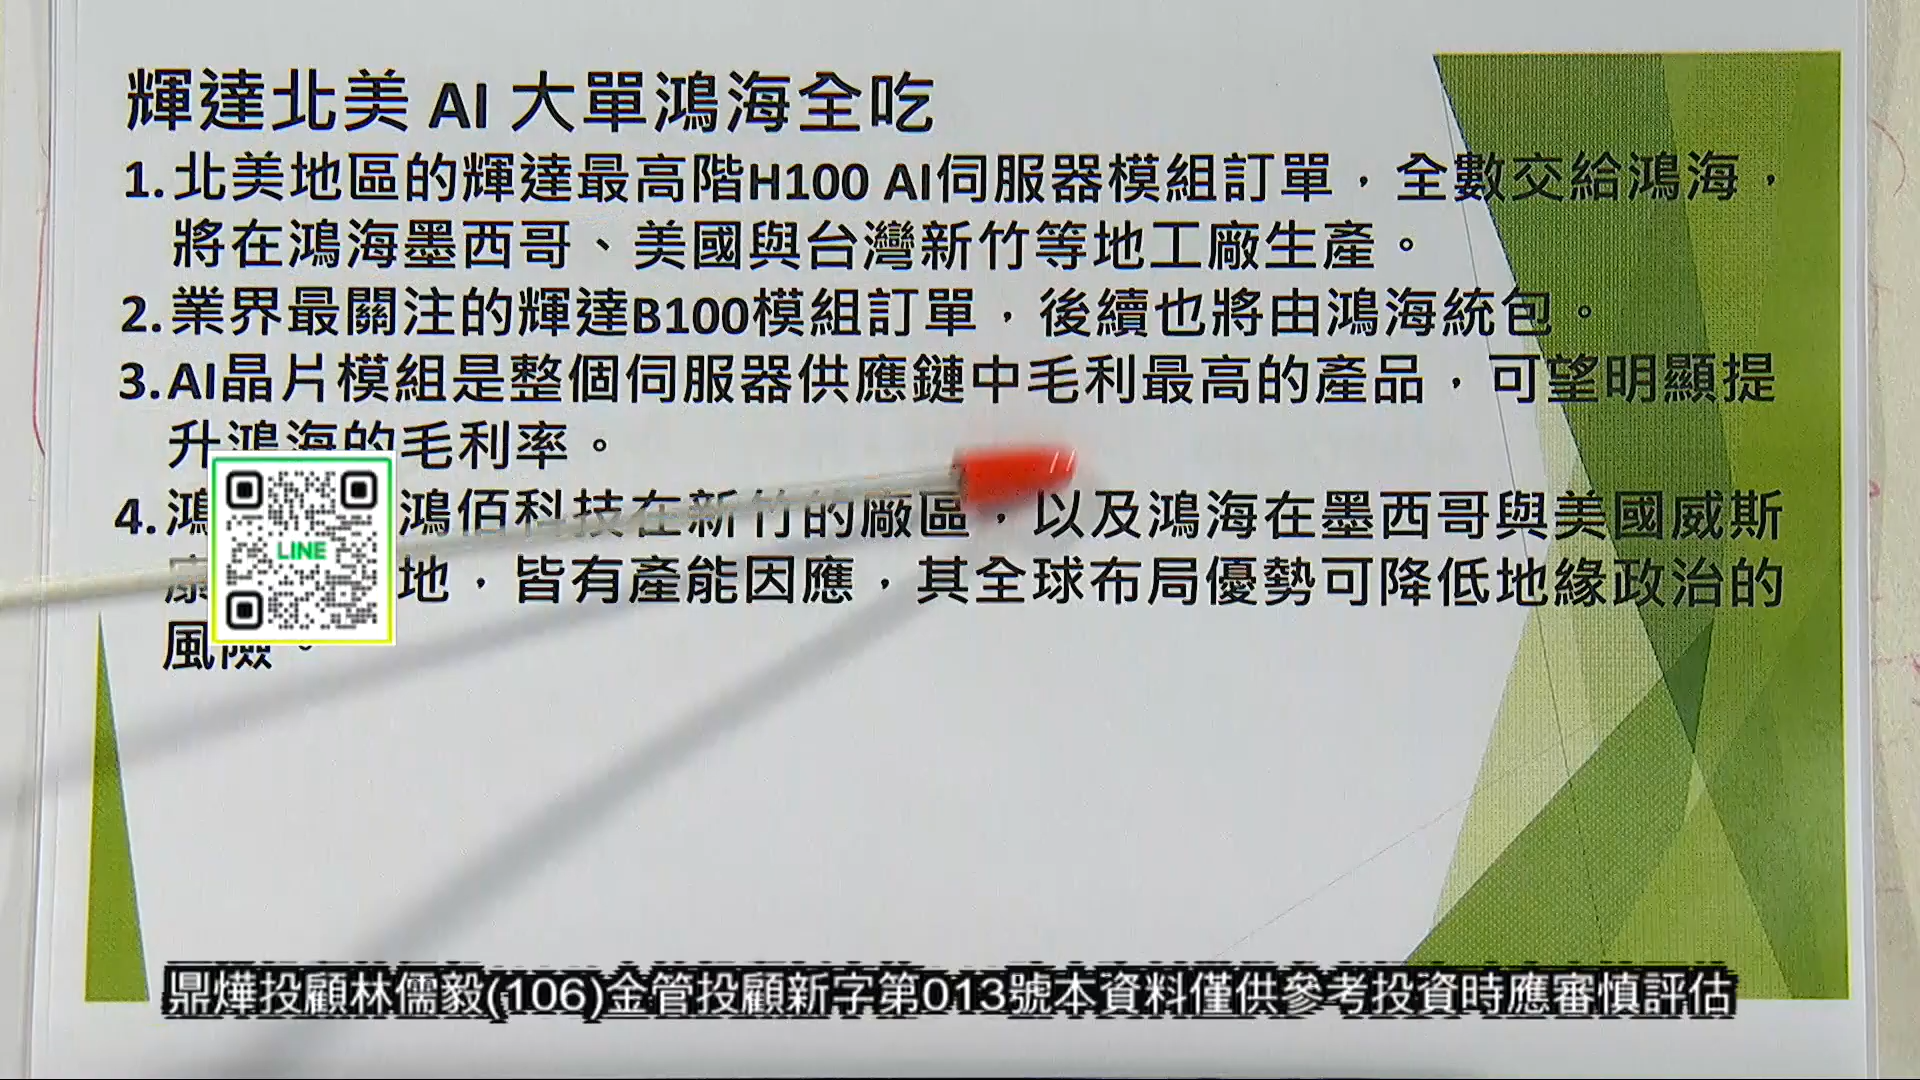 輝達北美 AI 大單鴻海全吃
1. 北美地區的輝達最高階H100 AI伺服器模組訂單，全數交給鴻海，
將在鴻海墨西哥、美國與台灣新竹等地工廠生產。
2. 業界最關注的輝達B100模組訂單，後續也將由鴻海統包。
3. AI晶片模組是整個伺服器供應鏈中毛利最高的產品，可望明顯提
升鴻海的毛利率。
4. 鴻 鴻佰科技在新竹的廠區，以及鴻海在墨西哥與美國威斯
康 地，皆有產能因應，其全球布局優勢可降低地緣政治的
風險。
LINE
鼎燁投顧林儒毅(106)金管投顧新字第013號本資料僅供參考投資時應審慎評估